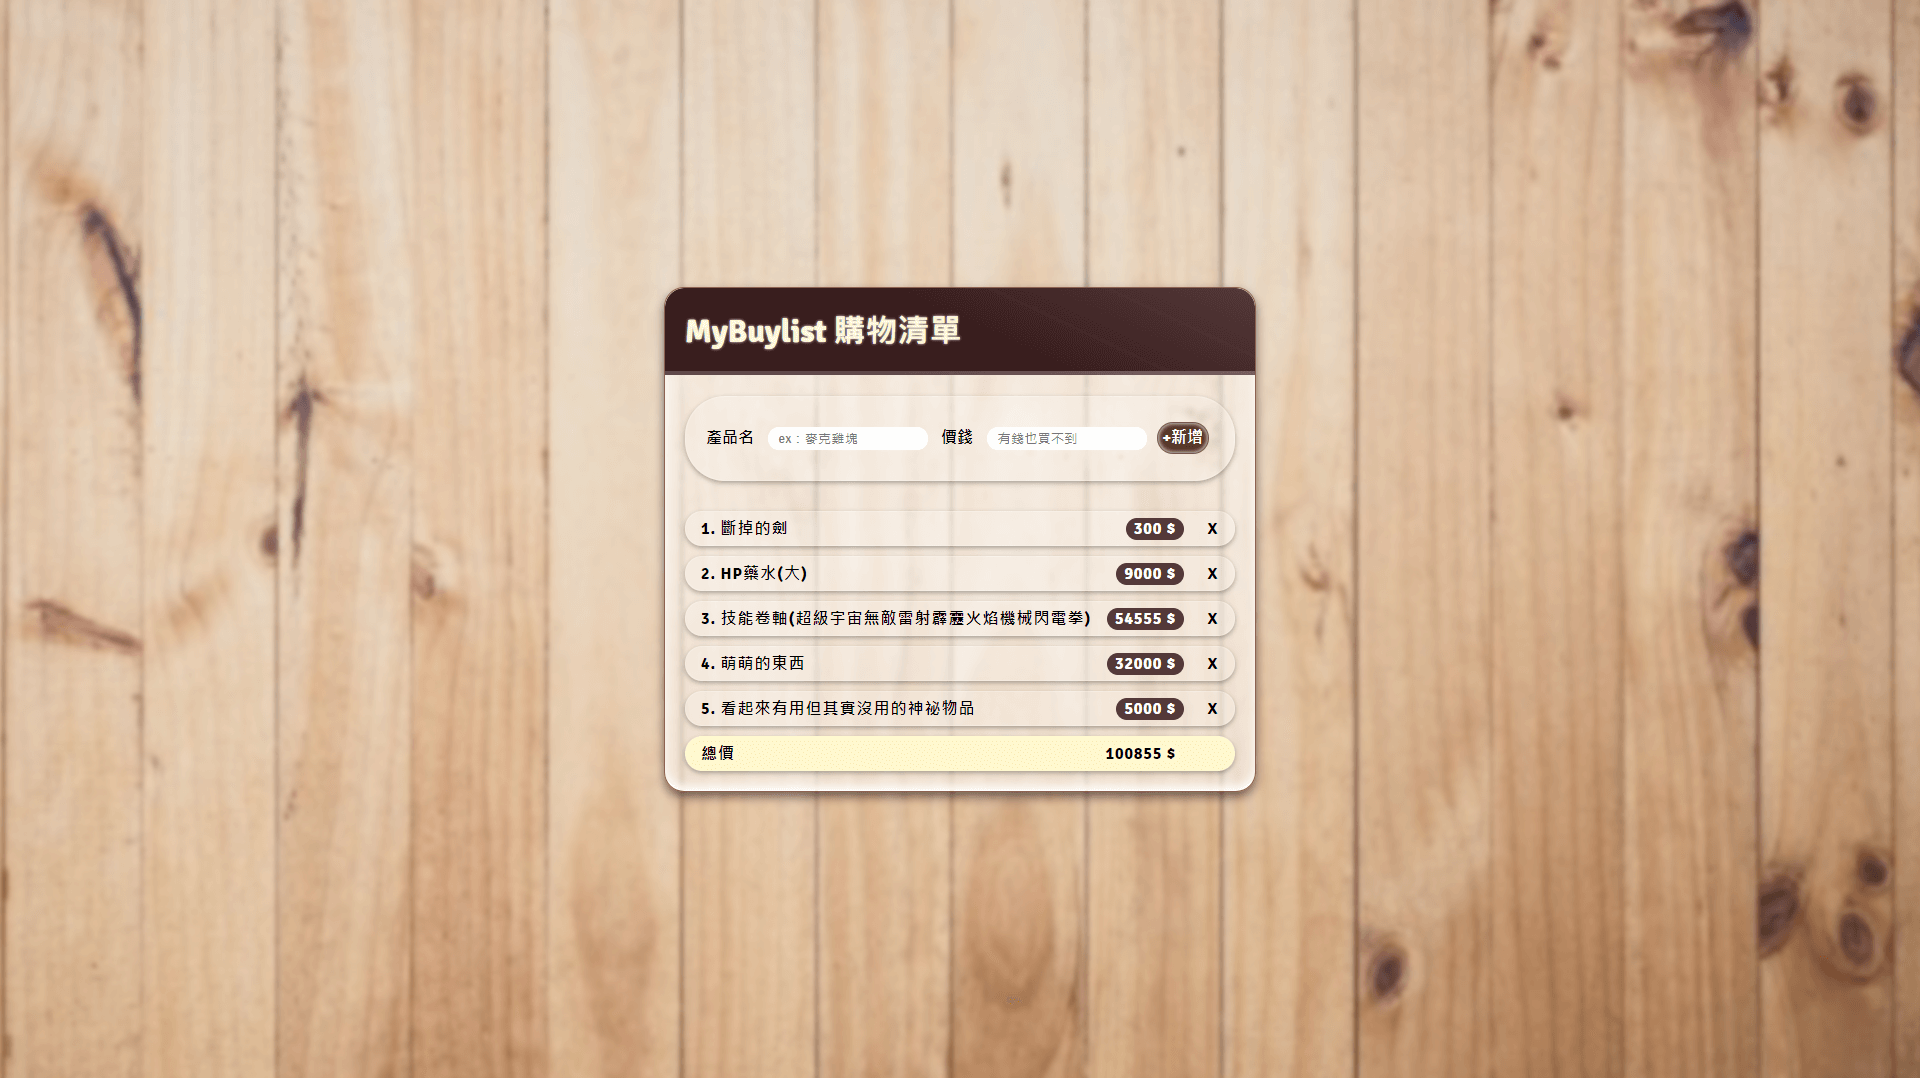 MyBuylist 購物清單
產品名 ex：麥克雞塊 價錢 有錢也買不到 +新增
1. 斷掉的劍 300 $ X
2. HP藥水(大) 9000 $ X
3. 技能卷軸(超級宇宙無敵雷射霹靂火焰機械閃電拳) 54555 $ X
4. 萌萌的東西 32000 $ X
5. 看起來有用但其實沒用的神祕物品 5000 $ X
總價 100855 $